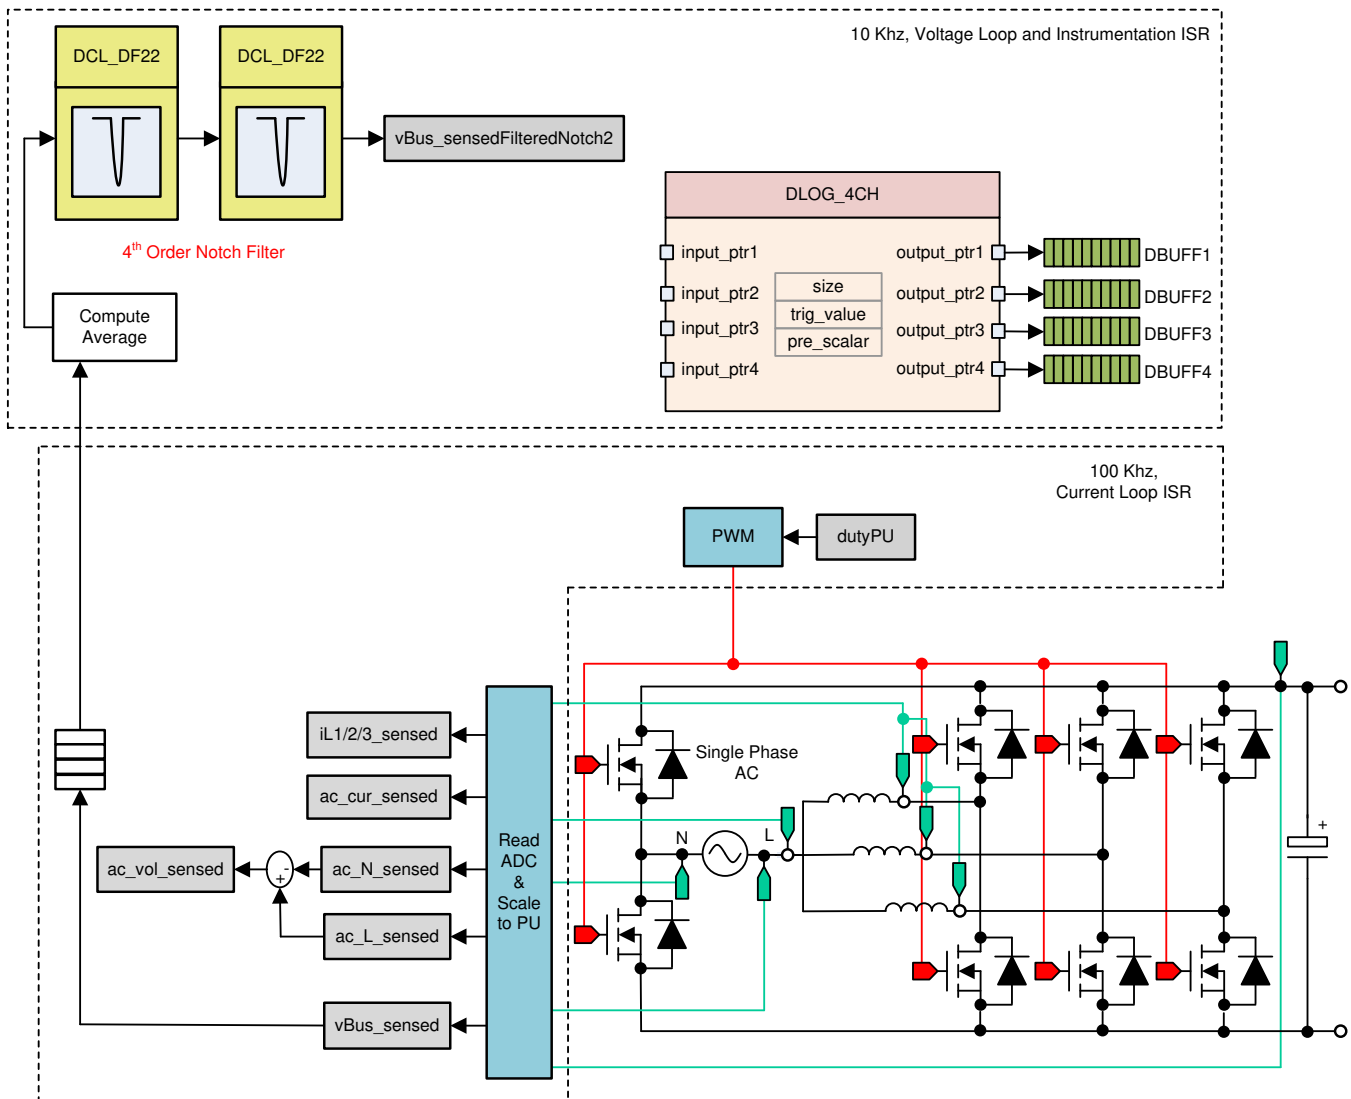 10 Khz, Voltage Loop and Instrumentation ISR
DCL_DF22
DCL_DF22
vBus_sensedFilteredNotch2
4th Order Notch Filter
Compute
Average
DLOG_4CH
input_ptr1
input_ptr2
input_ptr3
input_ptr4
size
trig_value
pre_scalar
output_ptr1
output_ptr2
output_ptr3
output_ptr4
DBUFF1
DBUFF2
DBUFF3
DBUFF4
100 Khz,
Current Loop ISR
PWM
dutyPU
iL1/2/3_sensed
ac_cur_sensed
ac_vol_sensed
-
+
ac_N_sensed
ac_L_sensed
vBus_sensed
Read
ADC
&
Scale
to PU
Single Phase
AC
N
L
+